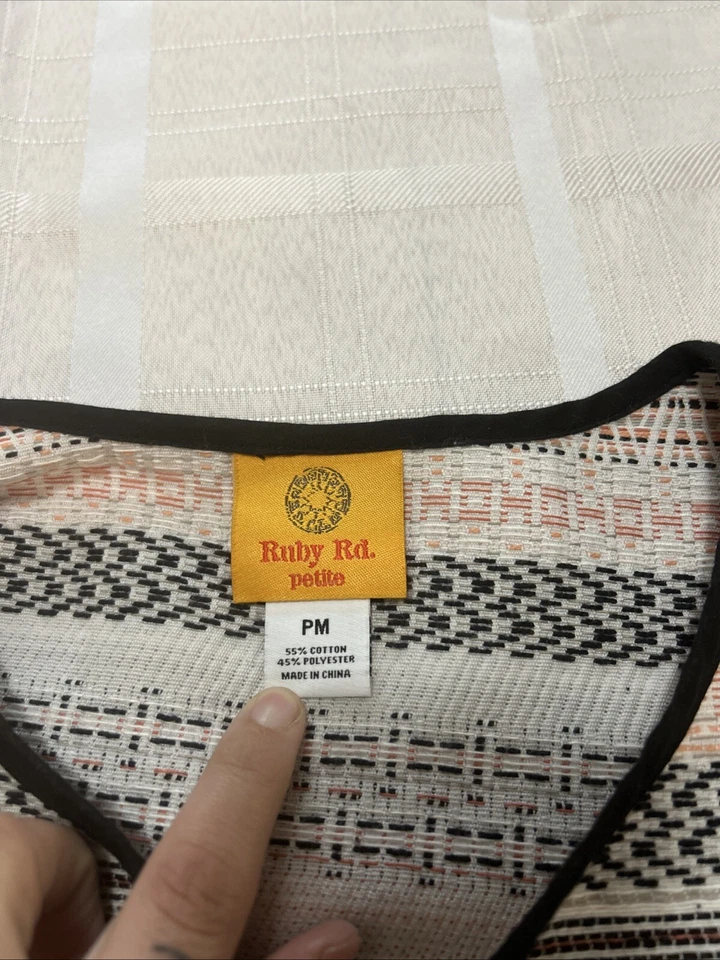 Ruby Rd.
petite
PM
55% COTTON
45% POLYESTER
MADE IN CHINA